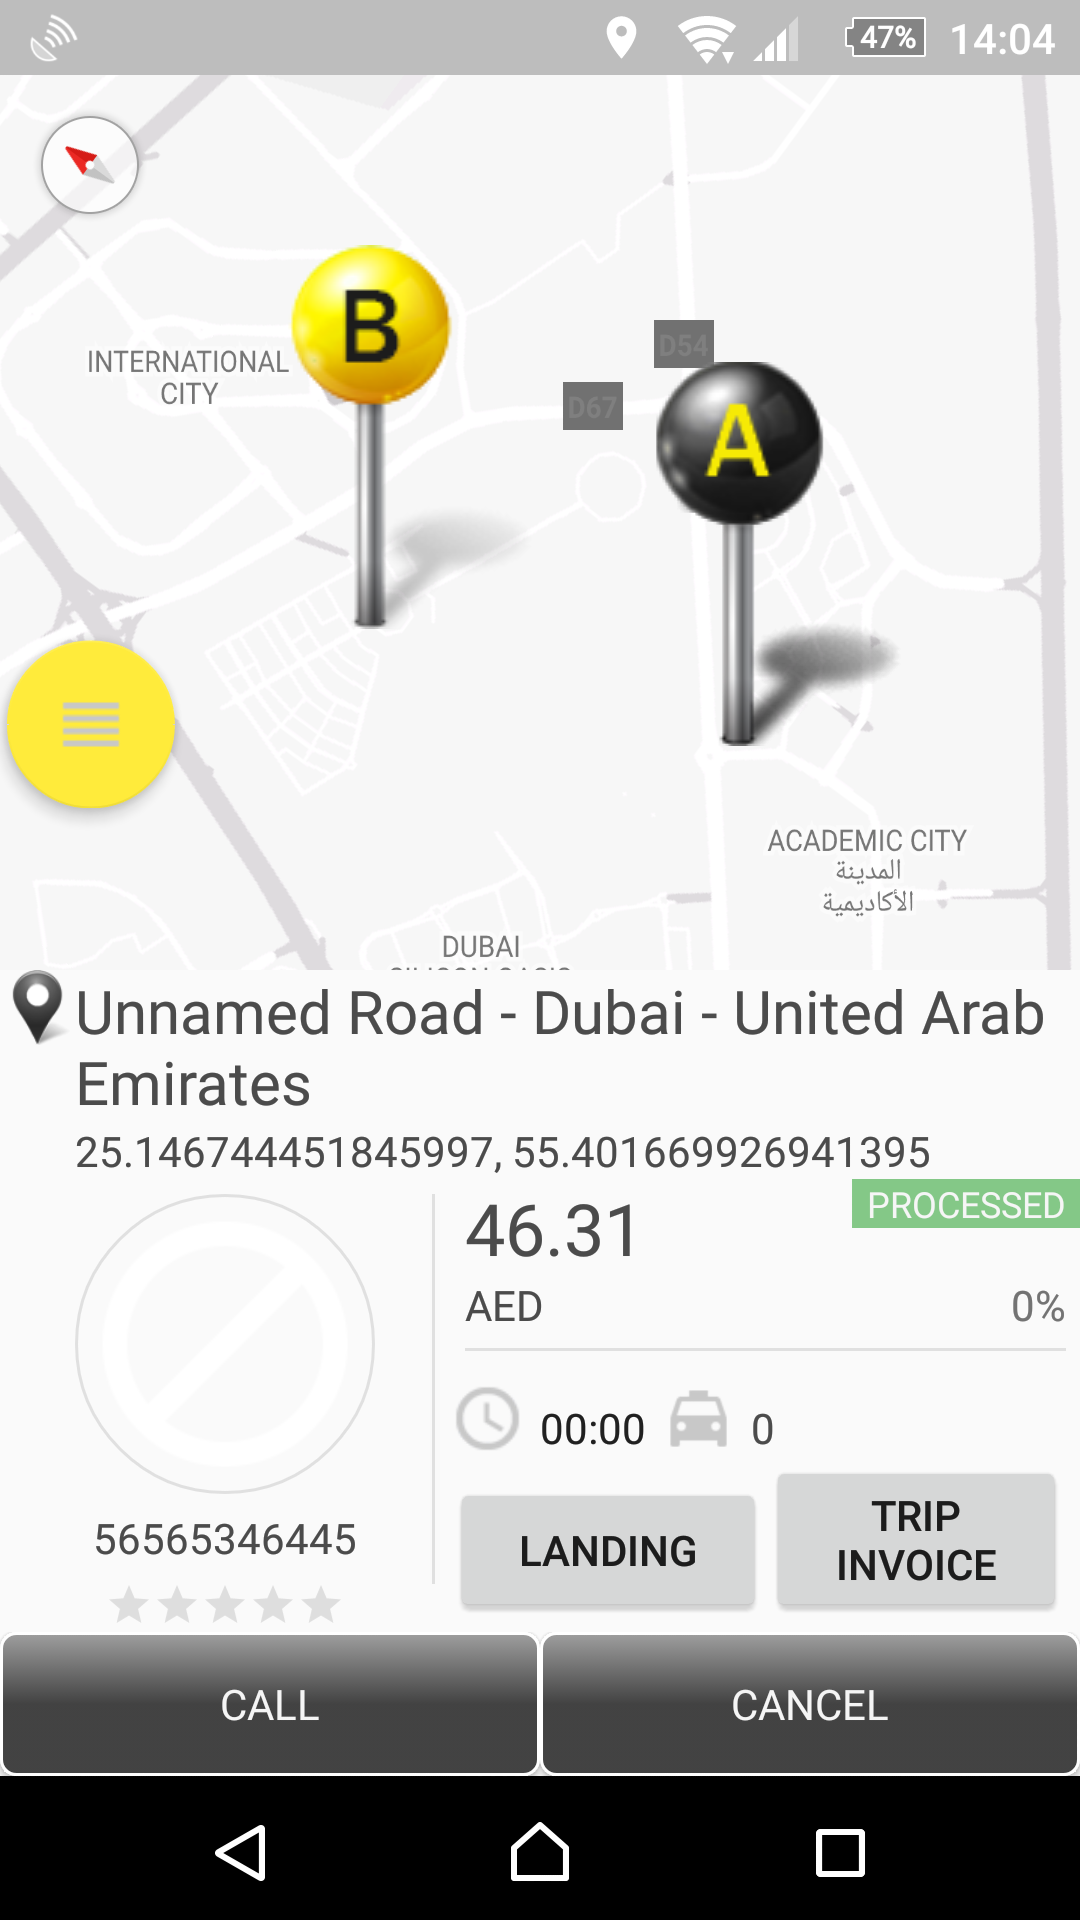 47% 14:04
B
INTERNATIONAL
CITY
D54
D67
A
ACADEMIC CITY
المدينة
الأكاديمية
DUBAI
Unnamed Road - Dubai - United Arab
Emirates
25.146744451845997, 55.401669926941395
PROCESSED
46.31
AED 0%
00:00 0
56565346445
LANDING
TRIP
INVOICE
CALL CANCEL